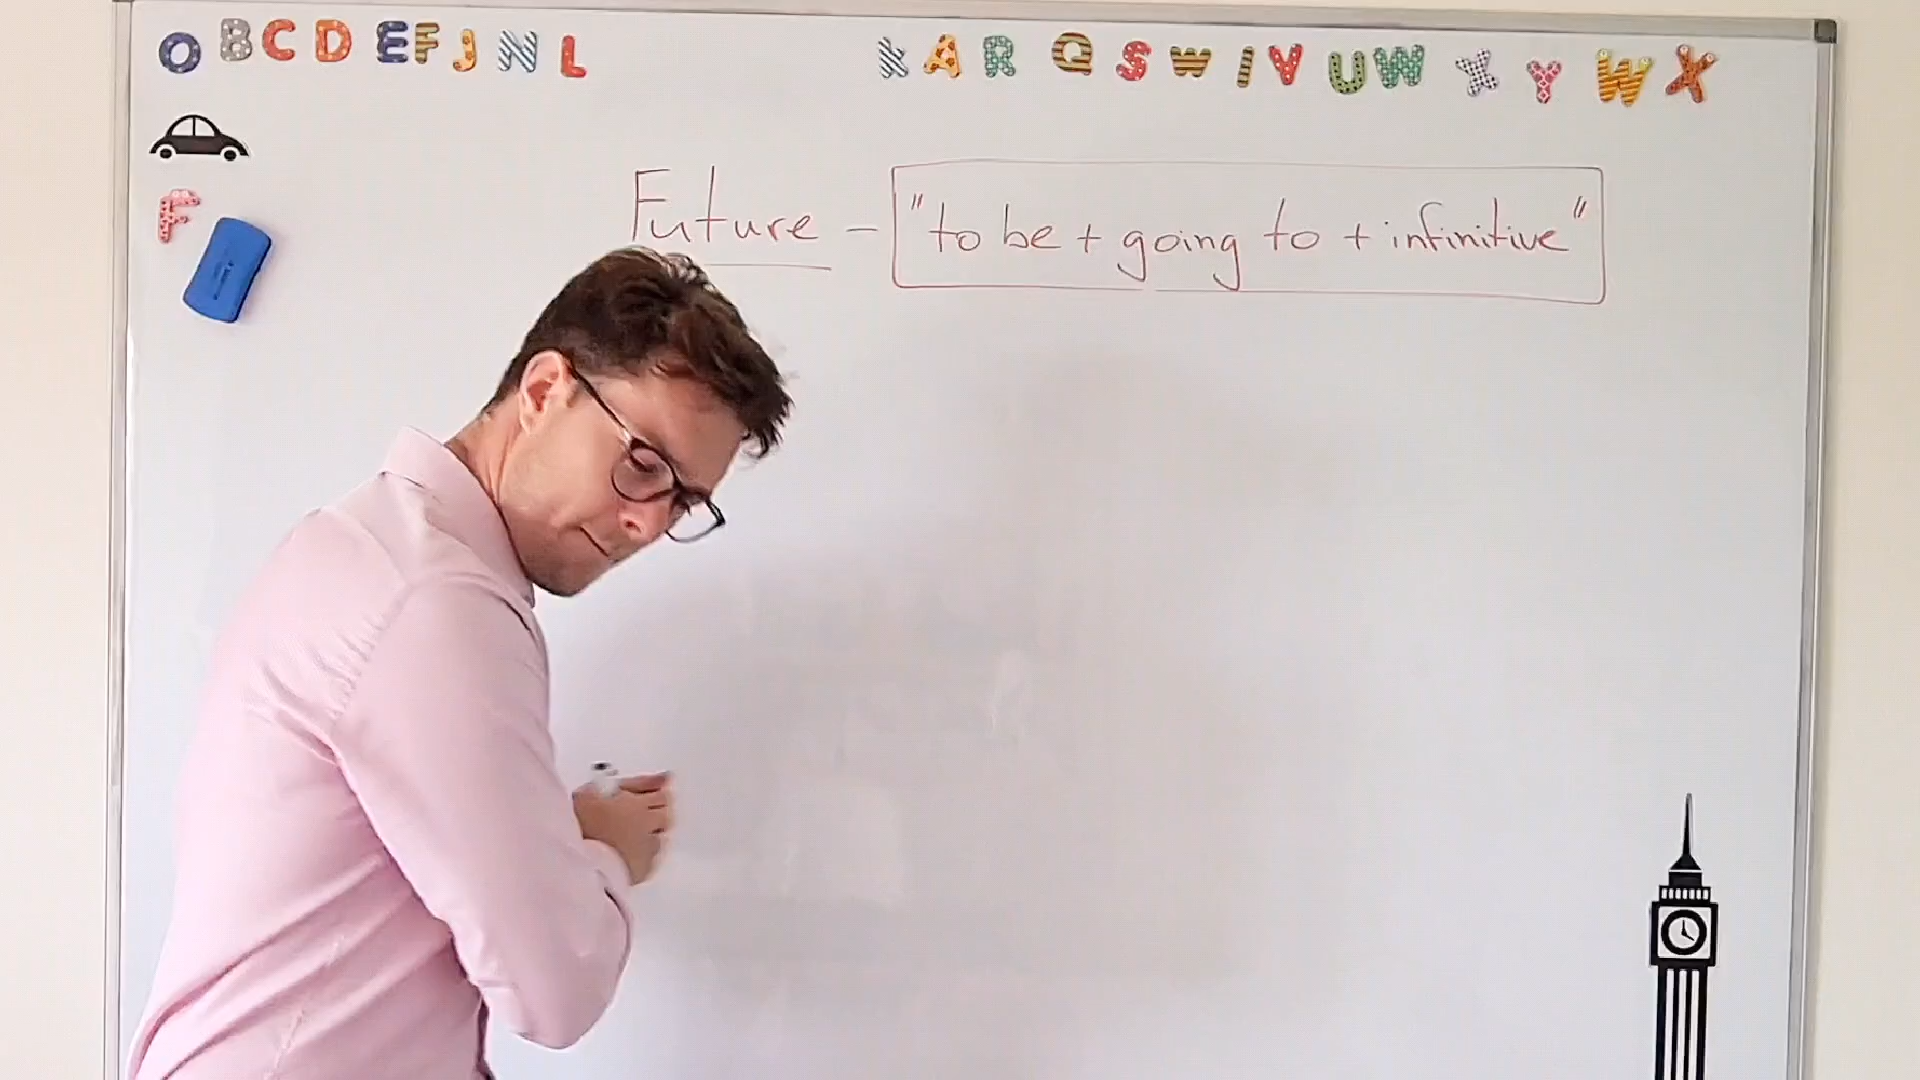 O B C D E F J N L K A R Q S W I V U W X Y W X
F
Future - "to be + going to + infinitive"